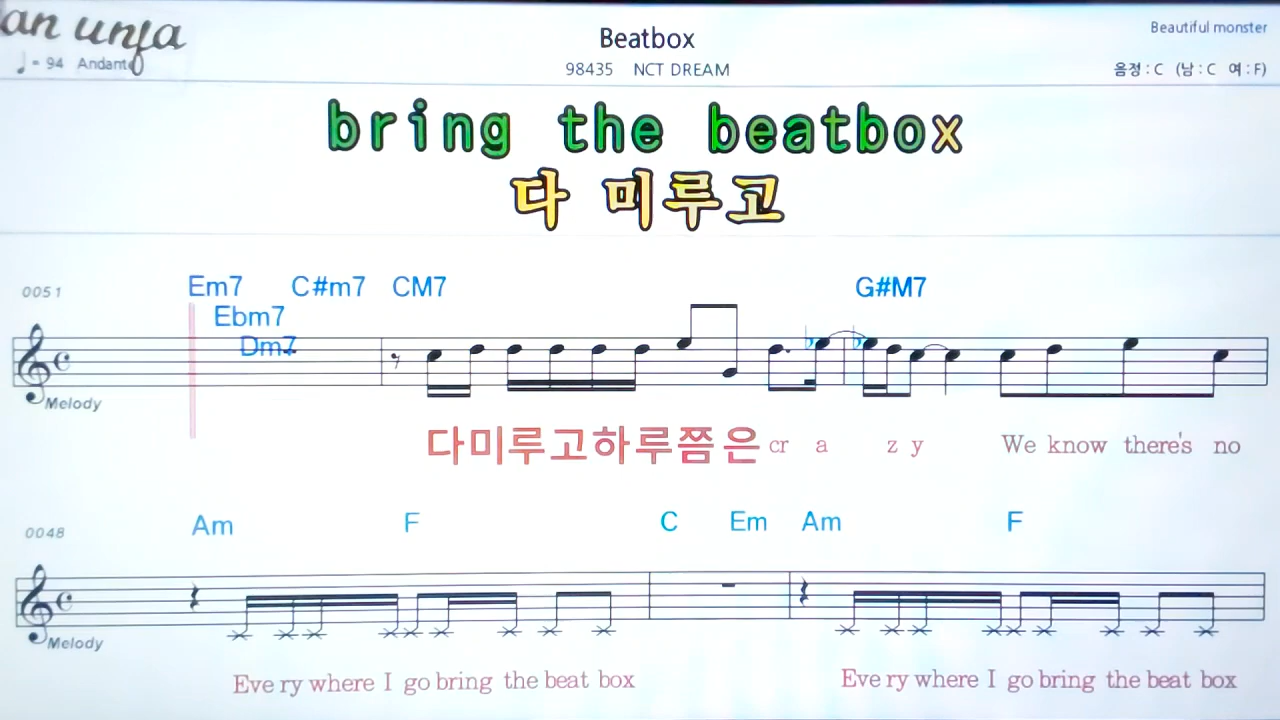 an unja
Beatbox
Beautiful monster
♩= 94 Andante
98435 NCT DREAM
음정 : C (남 : C 여 : F)
bring the beatbox
다 미루고
0051
Em7 C#m7 CM7 G#M7
Ebm7
Dm7
Melody
다미루고하루쯤은 cr a z y We know there's no
0048
Am F C Em Am F
Melody
Eve ry where I go bring the beat box Eve ry where I go bring the beat box